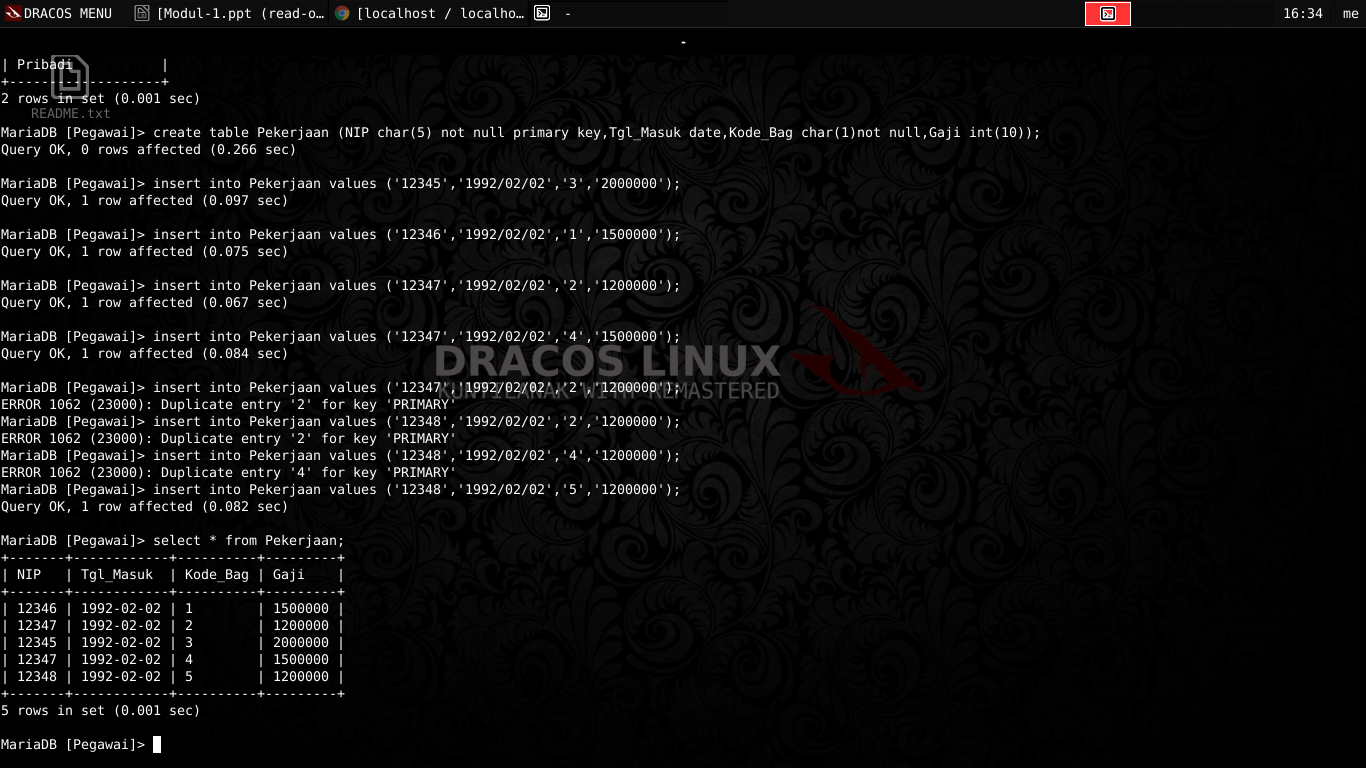 DRACOS MENU [Modul-1.ppt (read-o... [localhost / localho... - 16:34 me
-
| Pribadi           |
+-------------------+
2 rows in set (0.001 sec)
README.txt
MariaDB [Pegawai]> create table Pekerjaan (NIP char(5) not null primary key,Tgl_Masuk date,Kode_Bag char(1)not null,Gaji int(10));
Query OK, 0 rows affected (0.266 sec)
MariaDB [Pegawai]> insert into Pekerjaan values ('12345','1992/02/02','3','2000000');
Query OK, 1 row affected (0.097 sec)
MariaDB [Pegawai]> insert into Pekerjaan values ('12346','1992/02/02','1','1500000');
Query OK, 1 row affected (0.075 sec)
MariaDB [Pegawai]> insert into Pekerjaan values ('12347','1992/02/02','2','1200000');
Query OK, 1 row affected (0.067 sec)
MariaDB [Pegawai]> insert into Pekerjaan values ('12347','1992/02/02','4','1500000');
Query OK, 1 row affected (0.084 sec)
DRACOS LINUX
MariaDB [Pegawai]> insert into Pekerjaan values ('12347','1992/02/02','2','1200000');
KUNTILANAK WITH REMASTERED
ERROR 1062 (23000): Duplicate entry '2' for key 'PRIMARY'
MariaDB [Pegawai]> insert into Pekerjaan values ('12348','1992/02/02','2','1200000');
ERROR 1062 (23000): Duplicate entry '2' for key 'PRIMARY'
MariaDB [Pegawai]> insert into Pekerjaan values ('12348','1992/02/02','4','1200000');
ERROR 1062 (23000): Duplicate entry '4' for key 'PRIMARY'
MariaDB [Pegawai]> insert into Pekerjaan values ('12348','1992/02/02','5','1200000');
Query OK, 1 row affected (0.082 sec)
MariaDB [Pegawai]> select * from Pekerjaan;
+-------+------------+----------+---------+
| NIP   | Tgl_Masuk  | Kode_Bag | Gaji    |
+-------+------------+----------+---------+
| 12346 | 1992-02-02 | 1        | 1500000 |
| 12347 | 1992-02-02 | 2        | 1200000 |
| 12345 | 1992-02-02 | 3        | 2000000 |
| 12347 | 1992-02-02 | 4        | 1500000 |
| 12348 | 1992-02-02 | 5        | 1200000 |
+-------+------------+----------+---------+
5 rows in set (0.001 sec)
MariaDB [Pegawai]>